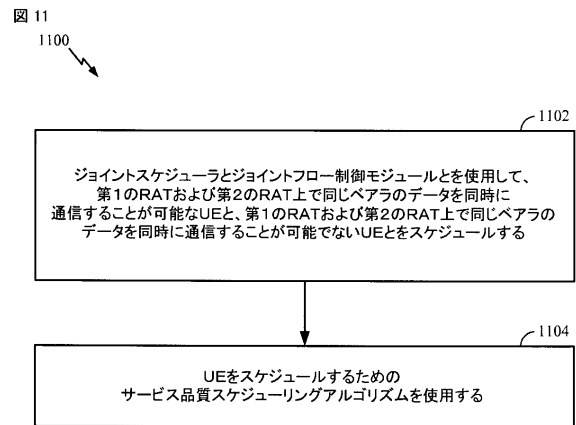 図 11
1100
1102
ジョイントスケジューラとジョイントフロー制御モジュールとを使用して、
第1のRATおよび第2のRAT上で同じベアラのデータを同時に
通信することが可能なUEと、第1のRATおよび第2のRAT上で同じベアラの
データを同時に通信することが可能でないUEとをスケジュールする
1104
UEをスケジュールするための
サービス品質スケジューリングアルゴリズムを使用する